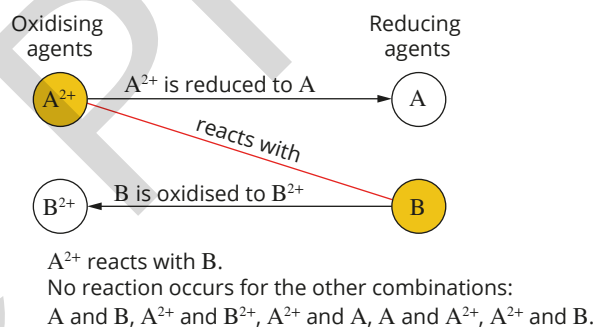 Oxidising agents
Reducing agents
A²⁺ is reduced to A
A²⁺
A
reacts with
B is oxidised to B²⁺
B²⁺
B
A²⁺ reacts with B.
No reaction occurs for the other combinations:
A and B, A²⁺ and B²⁺, A²⁺ and A, A and A²⁺, A²⁺ and B.